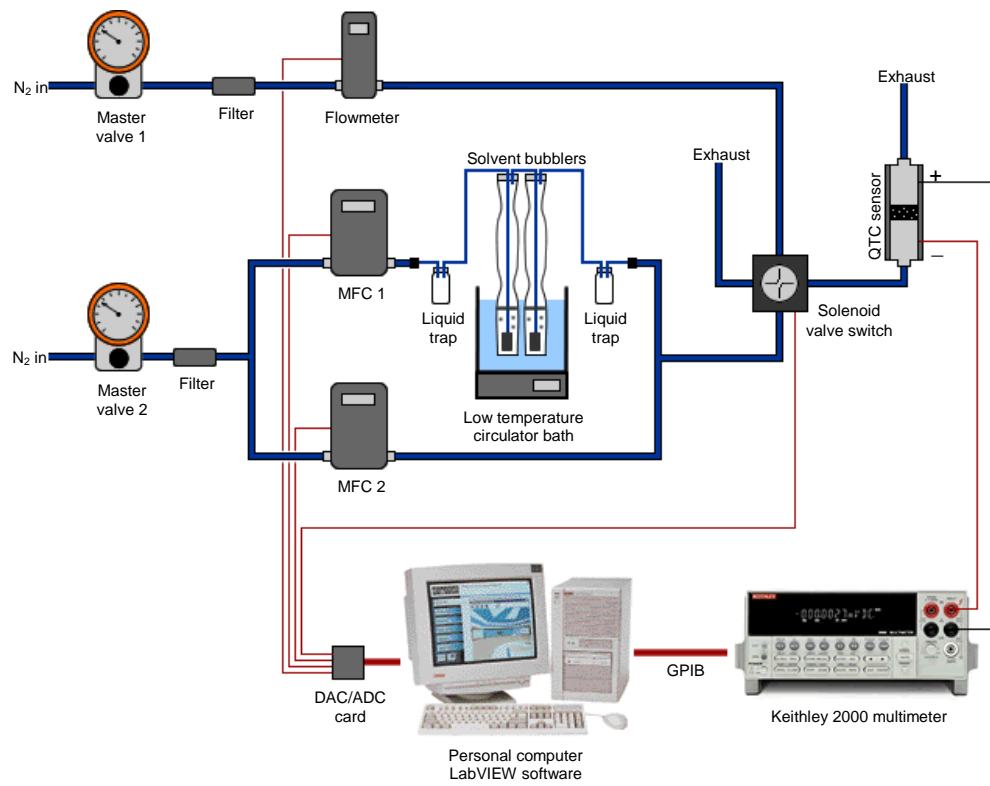 Exhaust
N₂ in
Master
valve 1
Filter
Flowmeter
Solvent bubblers
Exhaust
QTC sensor
+
–
MFC 1
Liquid
trap
Liquid
trap
Solenoid
valve switch
N₂ in
Master
valve 2
Filter
Low temperature
circulator bath
MFC 2
KEITHLEY
DAC/ADC
card
GPIB
Keithley 2000 multimeter
Personal computer
LabVIEW software